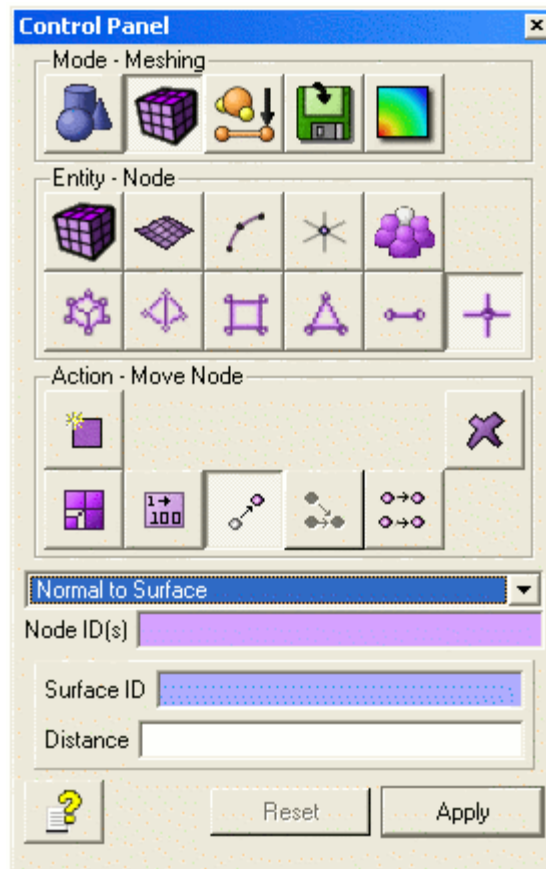 Control Panel
Mode - Meshing
Entity - Node
Action - Move Node
1→
100
Normal to Surface
Node ID(s)
Surface ID
Distance
?
Reset
Apply